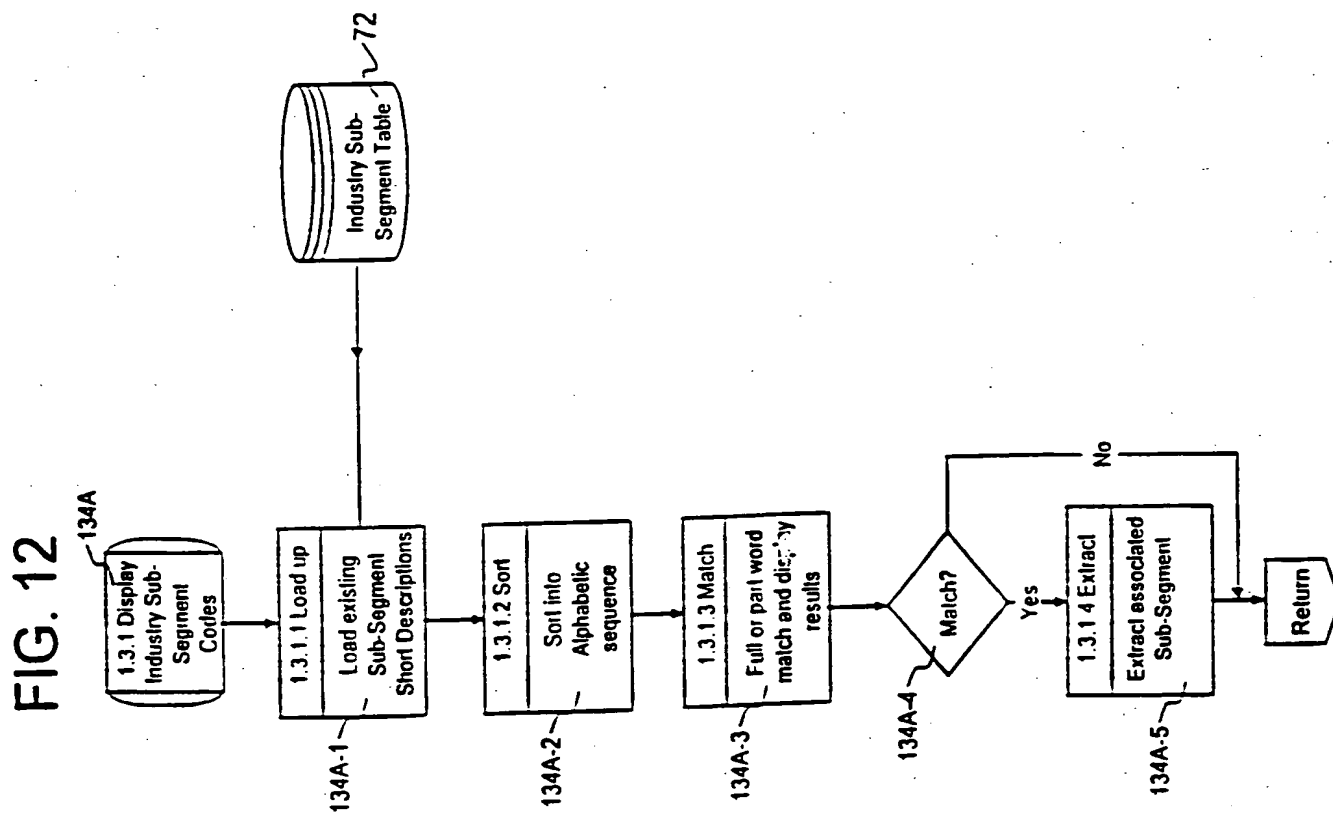 FIG. 12
134A
1.3.1 Display
Industry Sub-
Segment
Codes
72
Industry Sub-
Segment Table
1.3.1.1 Load up
Load existing
Sub-Segment
Short Descriptions
134A-1
1.3.1.2 Sort
Sort into
Alphabetic
sequence
134A-2
1.3.1.3 Match
Full or part word
match and display
results
134A-3
Match?
134A-4
No
Yes
1.3.1 4 Extract
Extract associated
Sub-Segment
134A-5
Return